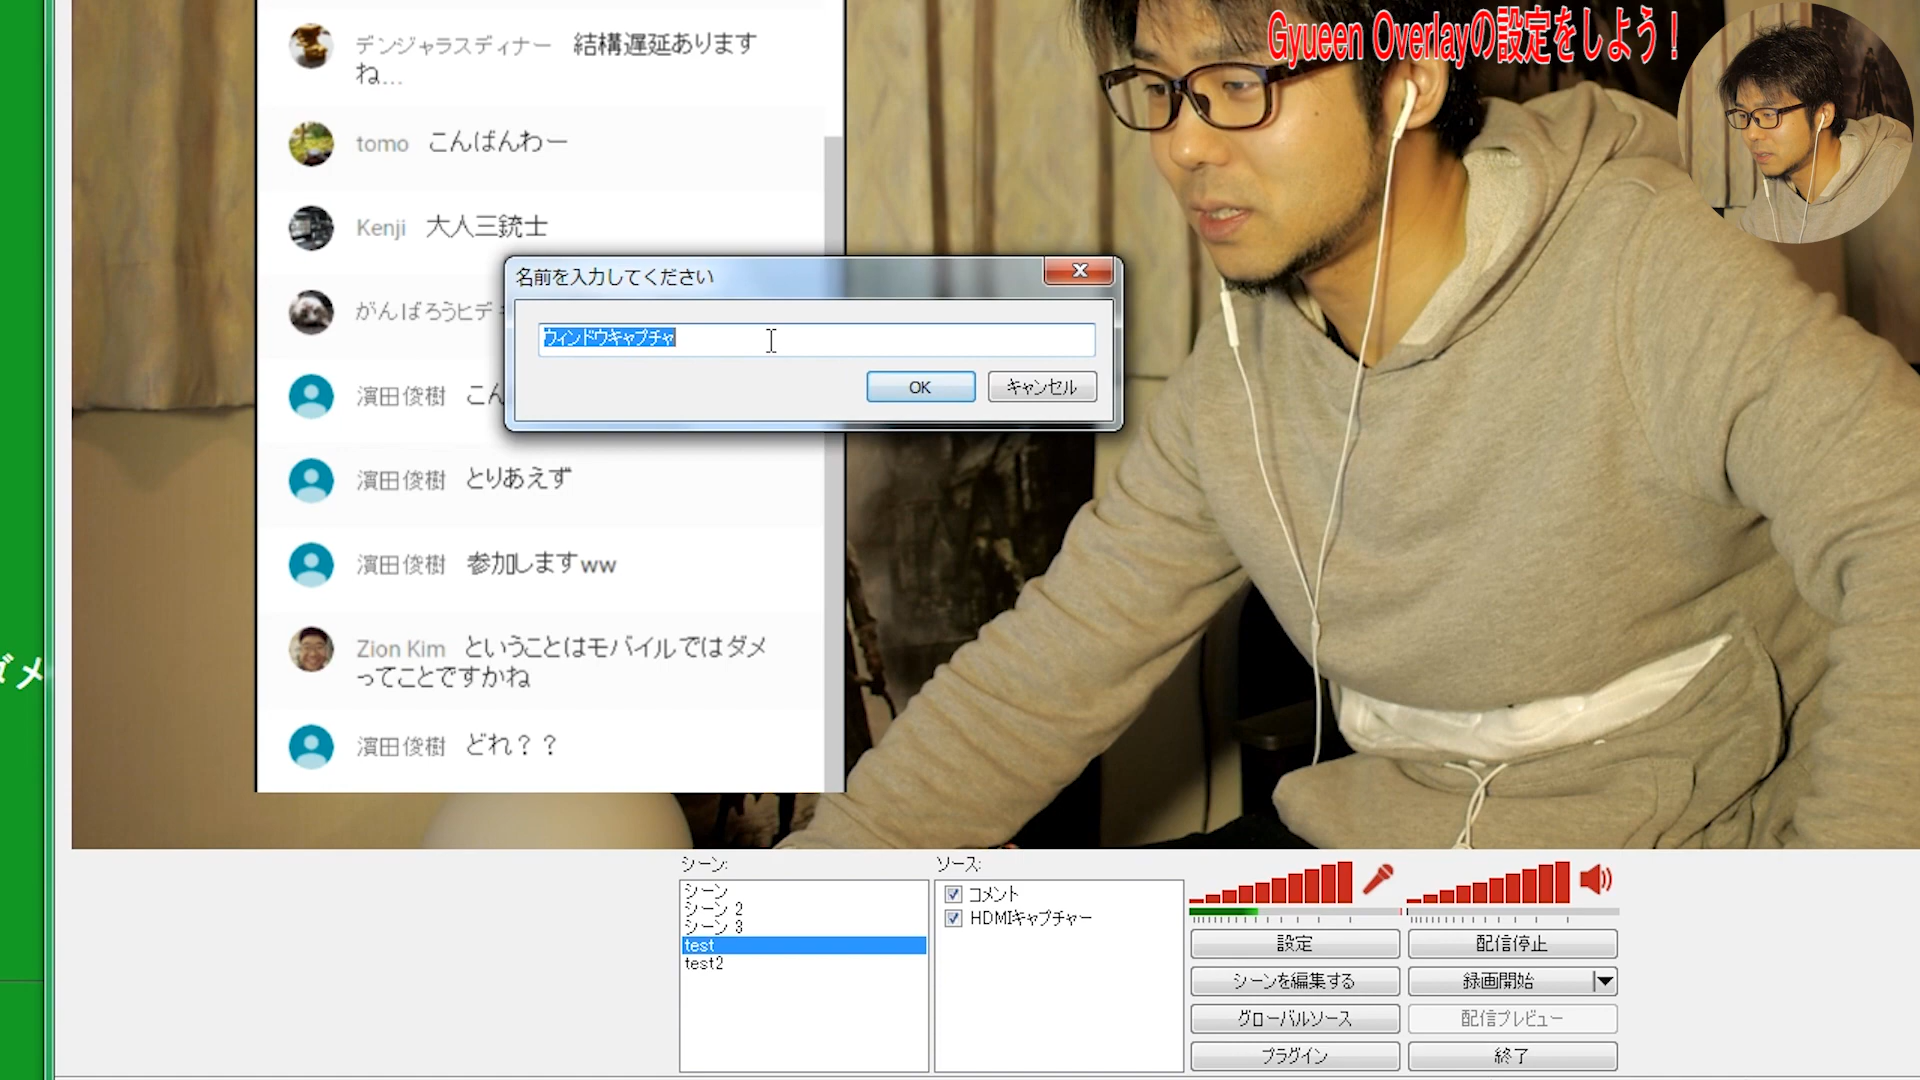 Gyueen Overlayの設定をしよう！
デンジャラスディナー 結構遅延あります
ね...
tomo こんばんわー
Kenji 大人三銃士
がんばろうヒデ
濱田俊樹 こん
濱田俊樹 とりあえず
濱田俊樹 参加しますww
Zion Kim ということはモバイルではダメ
ってことですかね
濱田俊樹 どれ？？
名前を入力してください
ウィンドウキャプチャ
OK キャンセル
ダメ
シーン:
シーン
シーン 2
シーン 3
test
test2
ソース:
コメント
HDMIキャプチャー
設定 配信停止
シーンを編集する 録画開始
グローバルソース 配信プレビュー
プラグイン 終了